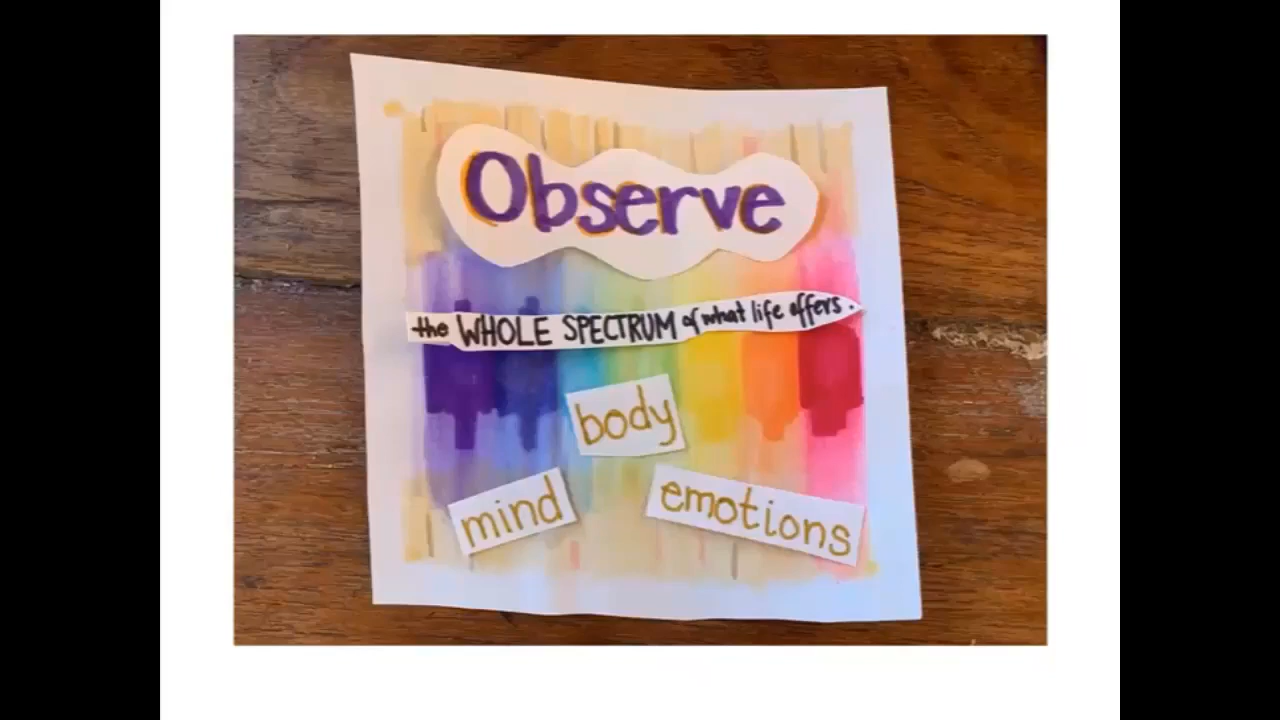 Observe
the WHOLE SPECTRUM of what life offers.
body
mind
emotions